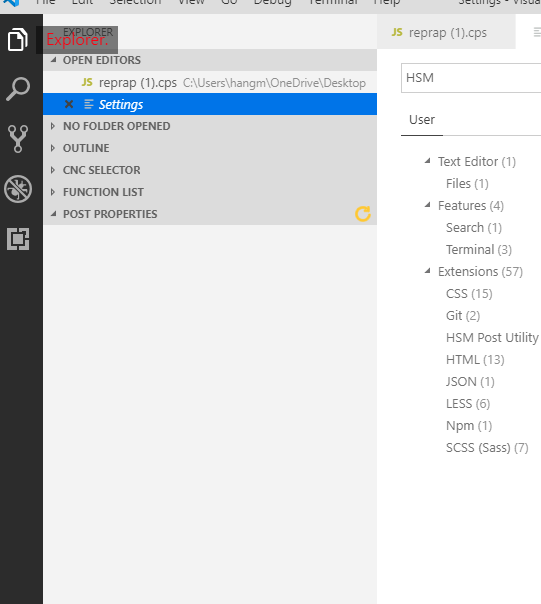 File Edit Selection View Go Debug Terminal Help Settings - Visua
EXPLORER
Explorer.
reprap (1).cps
OPEN EDITORS
JS reprap (1).cps C:\Users\hangm\OneDrive\Desktop
Settings
NO FOLDER OPENED
OUTLINE
CNC SELECTOR
FUNCTION LIST
POST PROPERTIES
JS
HSM
User
Text Editor (1)
Files (1)
Features (4)
Search (1)
Terminal (3)
Extensions (57)
CSS (15)
Git (2)
HSM Post Utility
HTML (13)
JSON (1)
LESS (6)
Npm (1)
SCSS (Sass) (7)